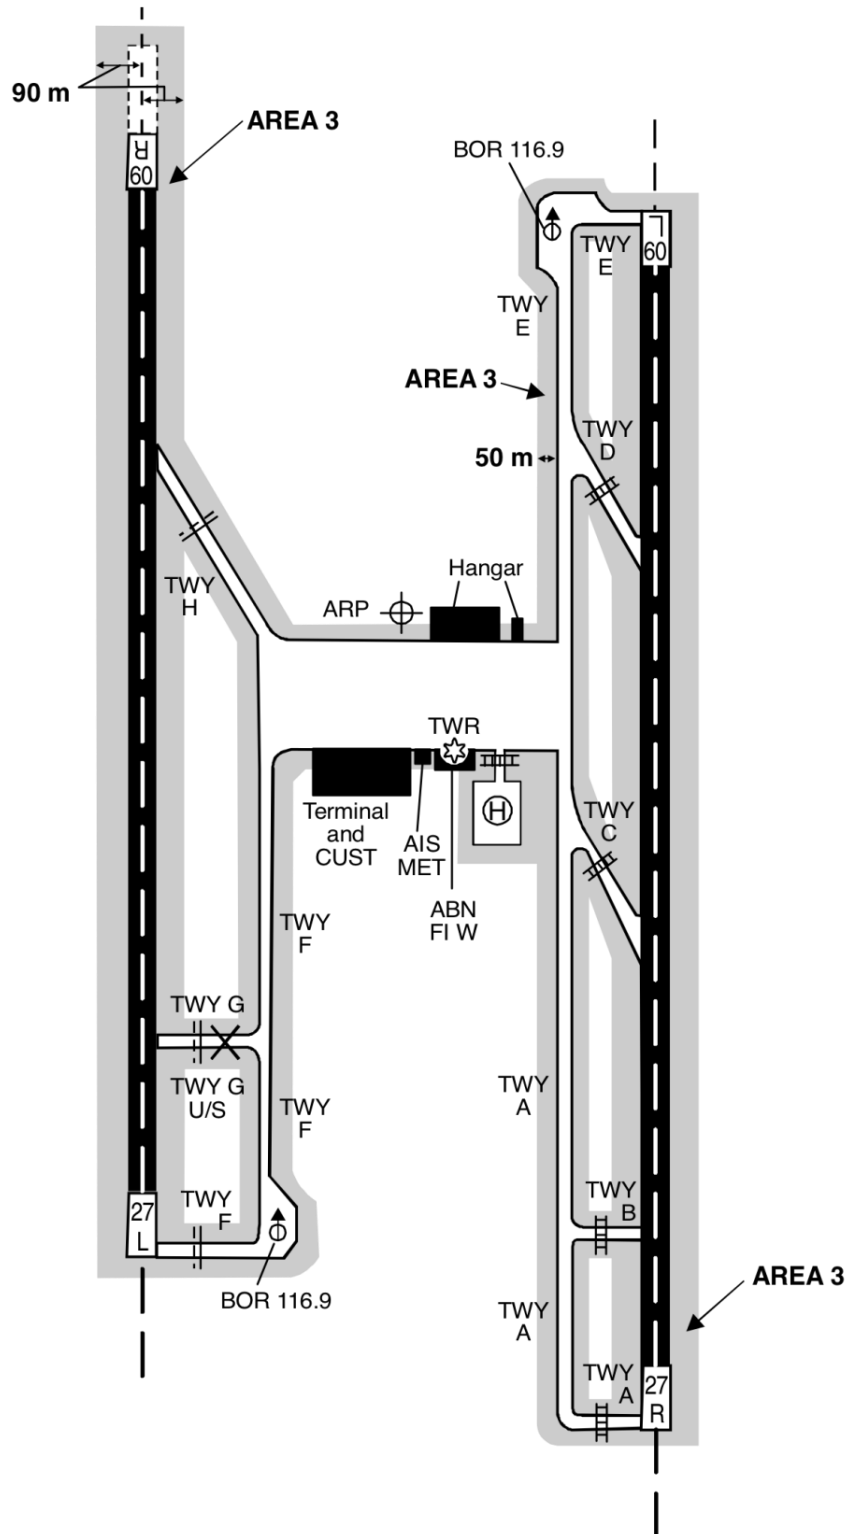 90 m
AREA 3
09
R
BOR 116.9
09
L
TWY
E
TWY
E
AREA 3
TWY
D
50 m
Hangar
TWY
H
ARP
TWR
H
Terminal
and
CUST
AIS
MET
TWY
C
ABN
FI W
TWY
F
TWY G
TWY G
U/S
TWY
F
TWY
A
TWY
F
TWY
B
27
L
BOR 116.9
TWY
A
AREA 3
TWY
A
27
R